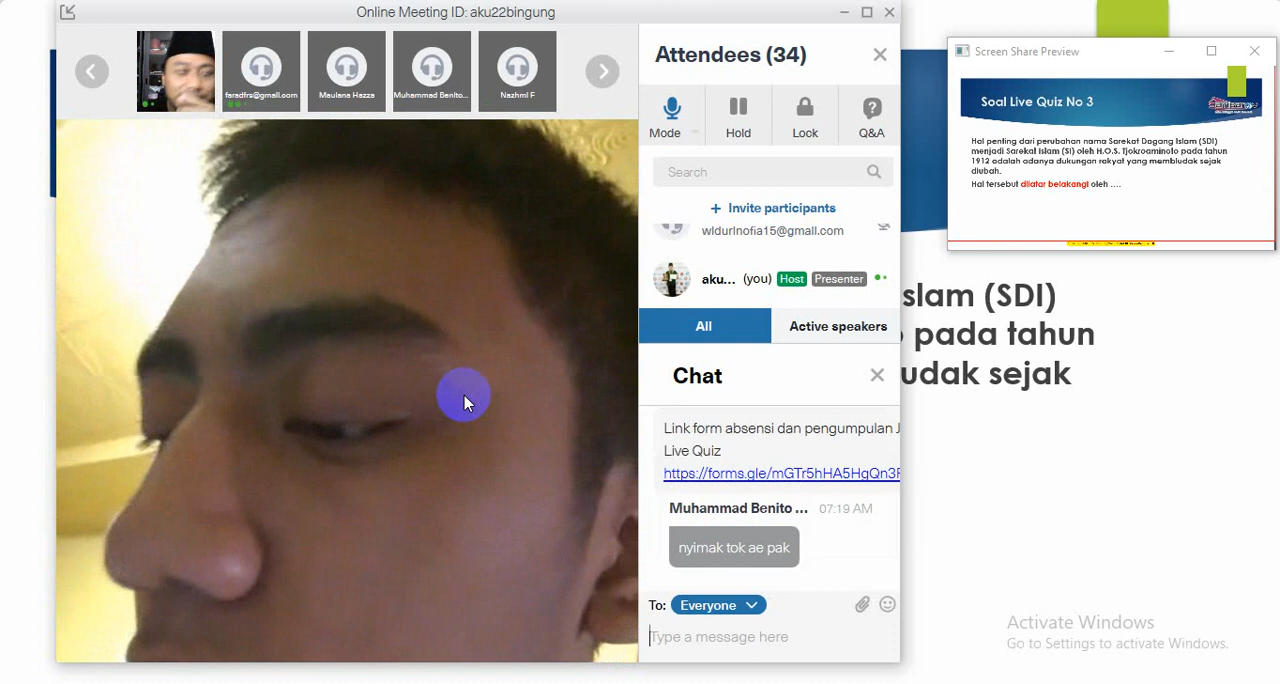 Online Meeting ID: aku22bingung
faradfrs@gmail.com
Maulana Hazza
Muhammad Benito...
Nazhmi F
Attendees (34)
Mode
Hold
Lock
Q&A
Search
+ Invite participants
wldurlnofia15@gmail.com
aku... (you) Host Presenter
All
Active speakers
Chat
Link form absensi dan pengumpulan J
Live Quiz
https://forms.gle/mGTr5hHA5HgQn3F
Muhammad Benito ... 07:19 AM
nyimak tok ae pak
To: Everyone
Type a message here
Screen Share Preview
Soal Live Quiz No 3
Hal penting dari perubahan nama Sarekat Dagang Islam (SDI)
menjadi Sarekat Islam (SI) oleh H.O.S. Tjokroaminoto pada tahun
1912 adalah adanya dukungan rakyat yang membludak sejak
diubah.
Hal tersebut dilatar belakangi oleh ....
slam (SDI)
pada tahun
udak sejak
Activate Windows
Go to Settings to activate Windows.